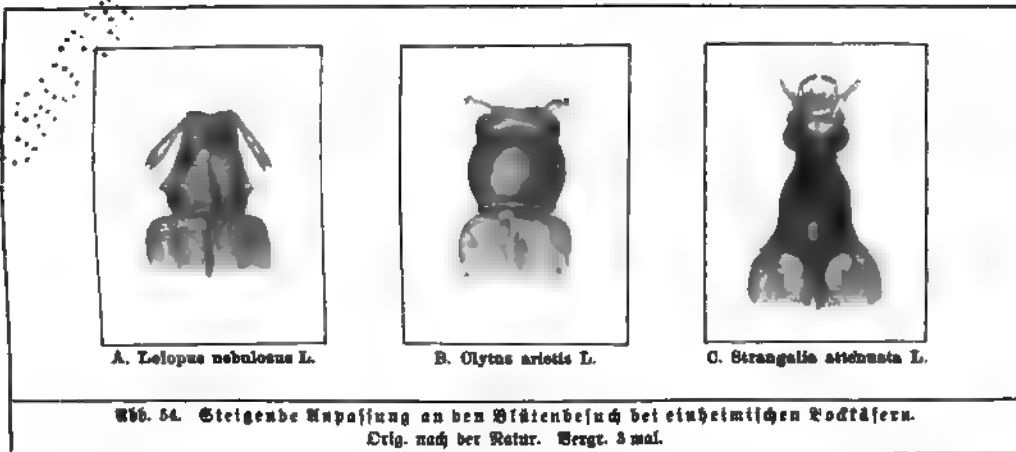 A. Leiopus nebulosus L.
B. Clytus arietis L.
C. Strangalia attenuata L.
Abb. 54. Steigende Anpassung an den Blütenbesuch bei einheimischen Bockkäfern.
Orig. nach der Natur. Vergr. 3 mal.